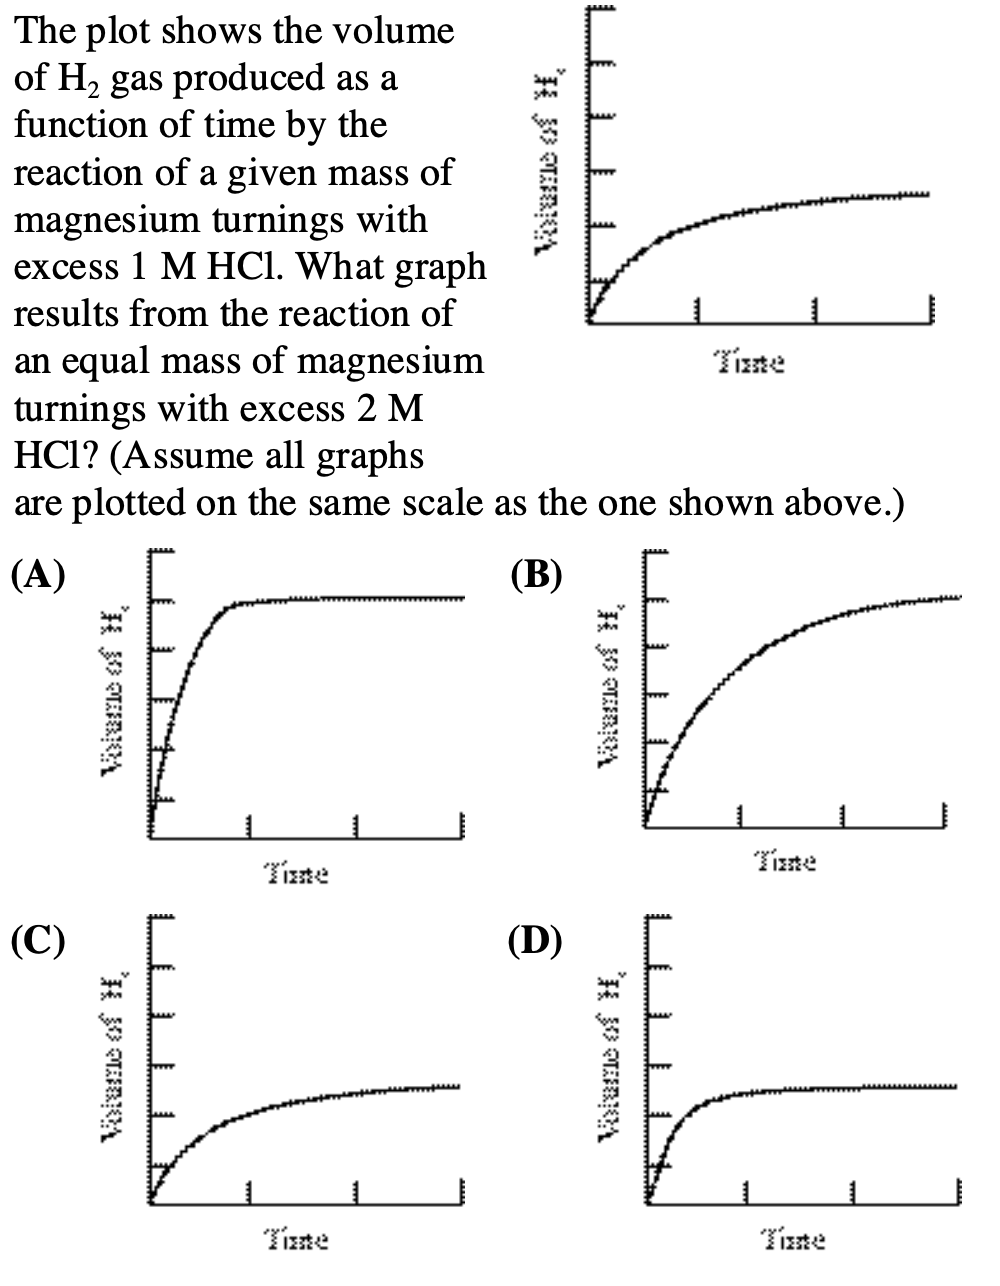 The plot shows the volume
of H₂ gas produced as a
function of time by the
reaction of a given mass of
magnesium turnings with
excess 1 M HCl. What graph
results from the reaction of
an equal mass of magnesium
turnings with excess 2 M
HCl? (Assume all graphs
are plotted on the same scale as the one shown above.)
Volume of H₂
Time
(A)
Volume of H₂
Time
(B)
Volume of H₂
Time
(C)
Volume of H₂
Time
(D)
Volume of H₂
Time